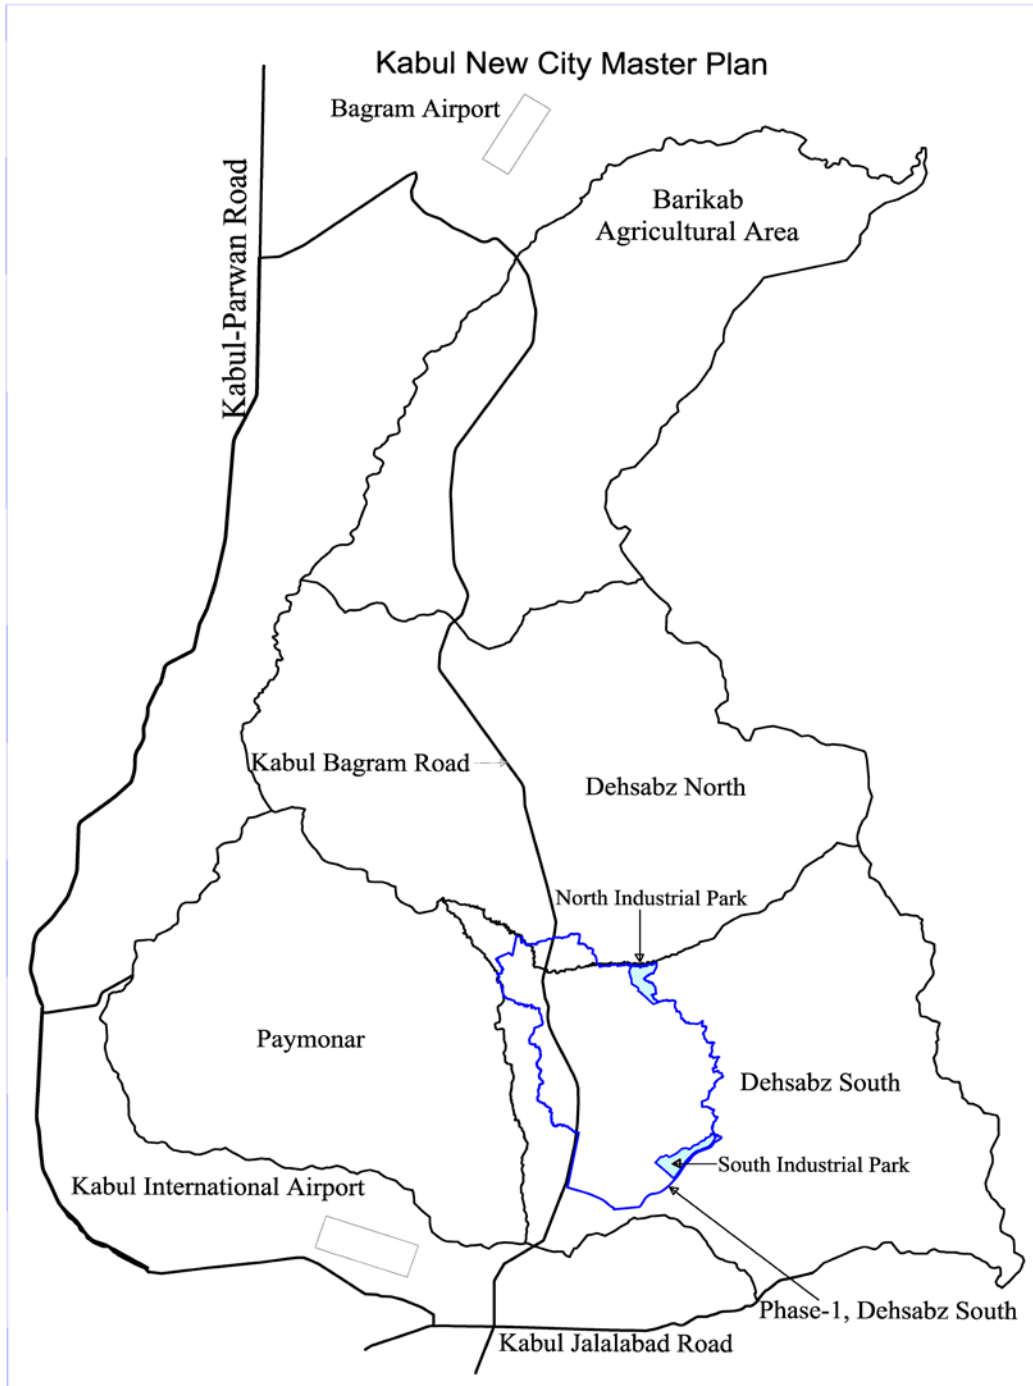 Kabul New City Master Plan
Bagram Airport
Kabul-Parwan Road
Barikab
Agricultural Area
Kabul Bagram Road
Dehsabz North
North Industrial Park
Paymonar
Dehsabz South
South Industrial Park
Kabul International Airport
Phase-1, Dehsabz South
Kabul Jalalabad Road